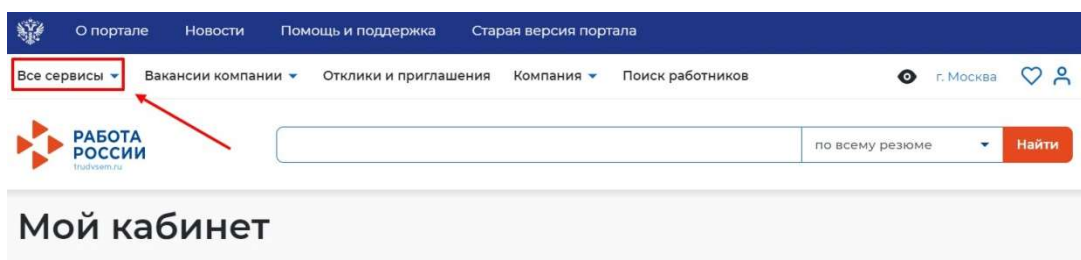 О портале Новости Помощь и поддержка Старая версия портала
Все сервисы Вакансии компании Отклики и приглашения Компания Поиск работников г. Москва
РАБОТА
РОССИИ
trudvsem.ru
по всему резюме Найти
Мой кабинет